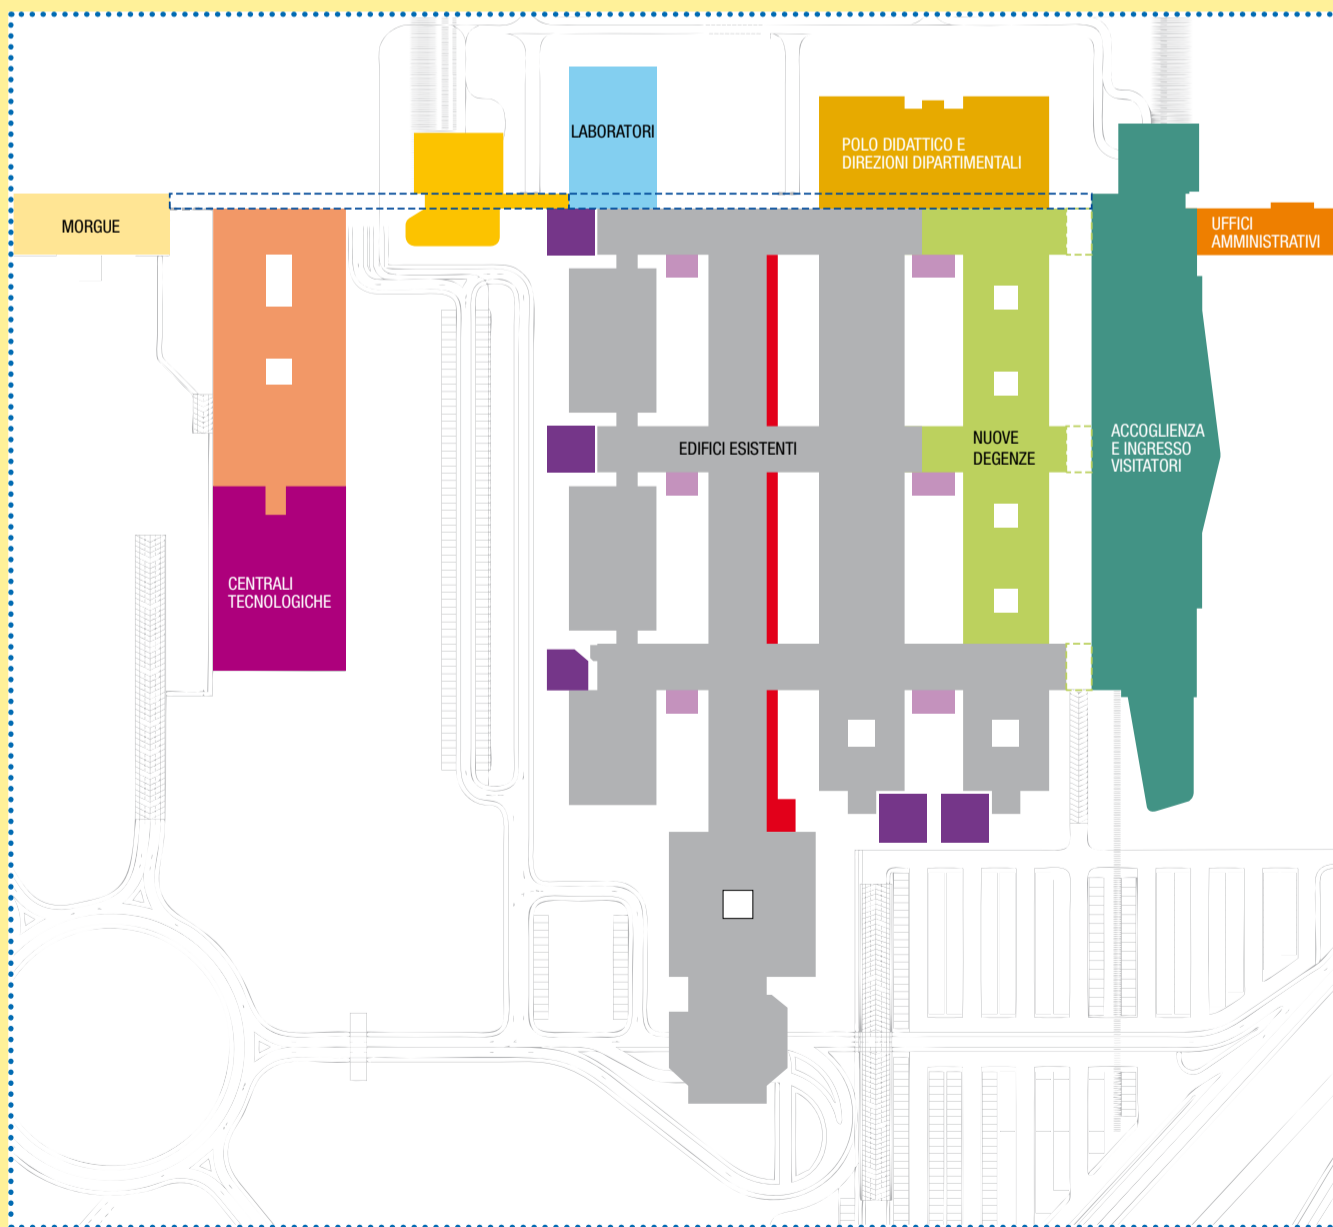 LABORATORI
POLO DIDATTICO E
DIREZIONI DIPARTIMENTALI
MORGUE
UFFICI
AMMINISTRATIVI
EDIFICI ESISTENTI
NUOVE
DEGENZE
ACCOGLIENZA
E INGRESSO
VISITATORI
CENTRALI
TECNOLOGICHE